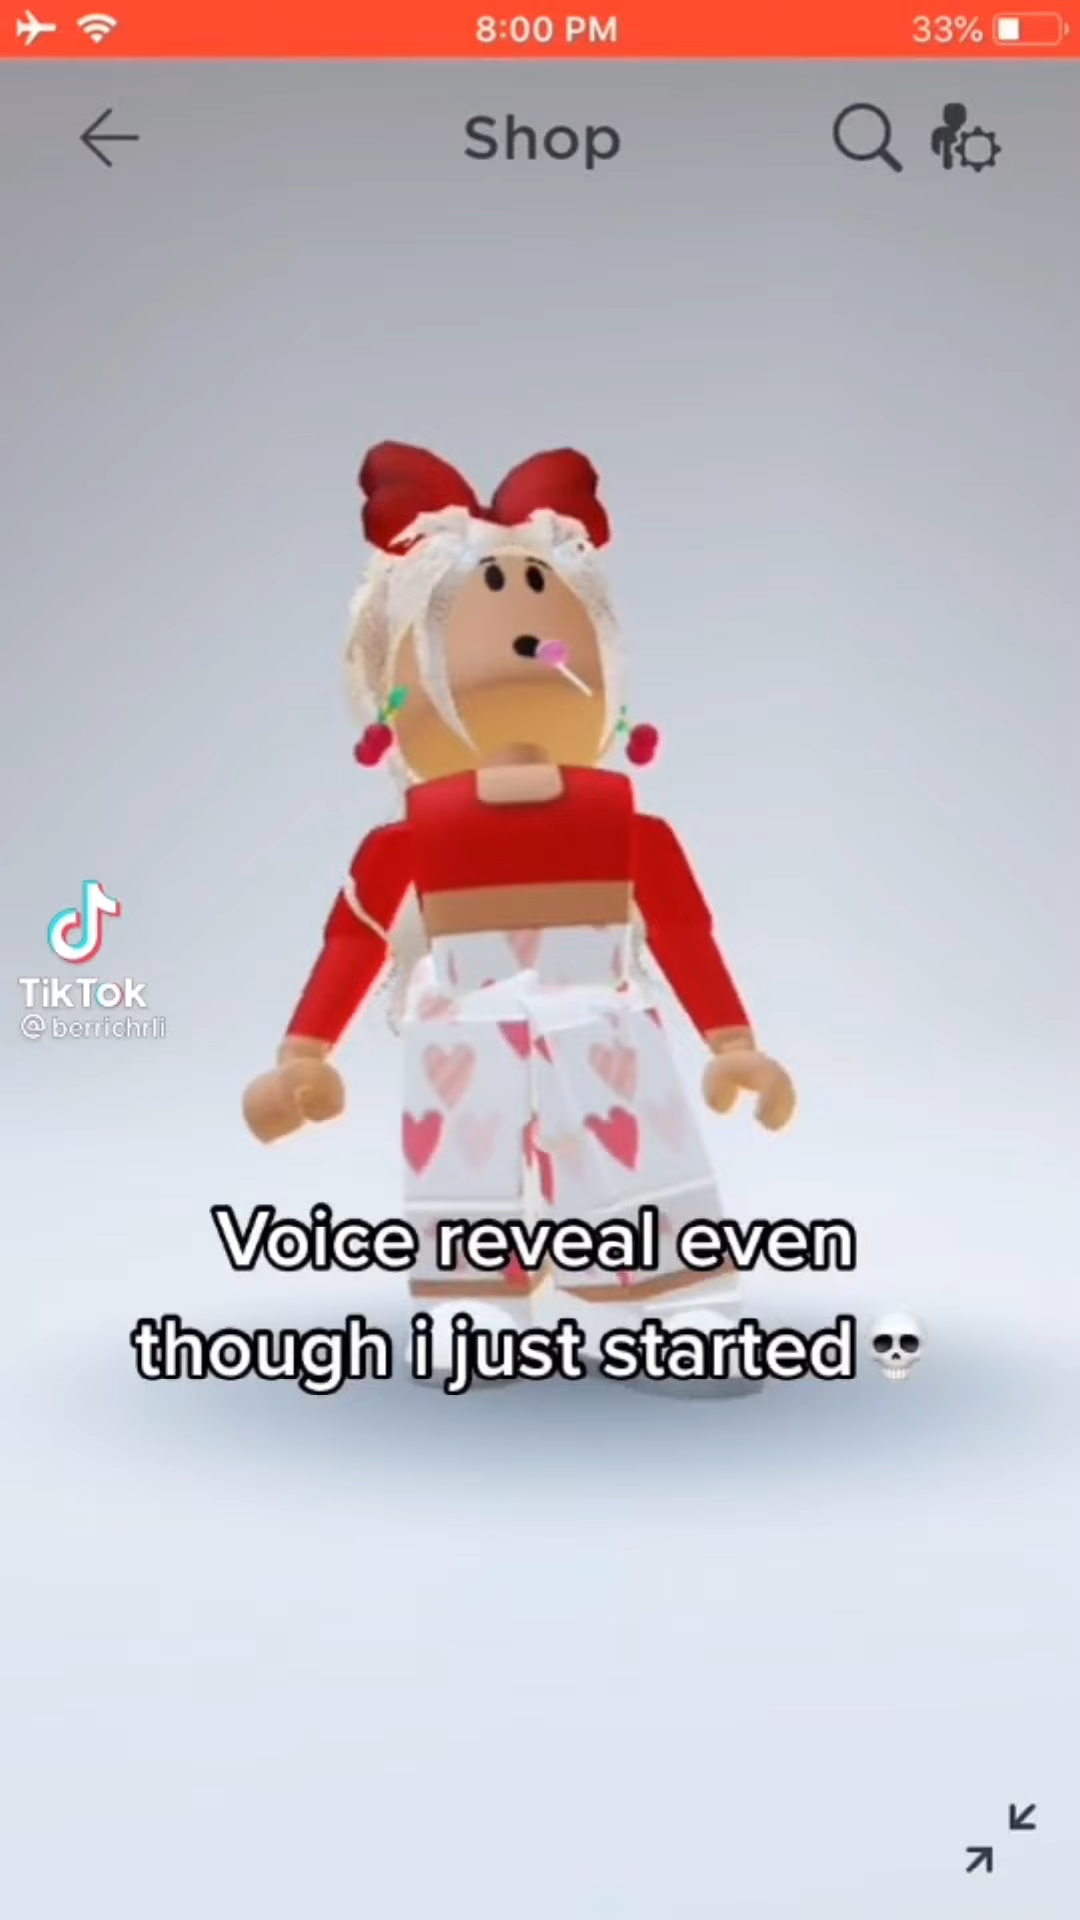 8:00 PM
33%
Shop
TikTok
@berrichrli
Voice reveal even
though i just started💀